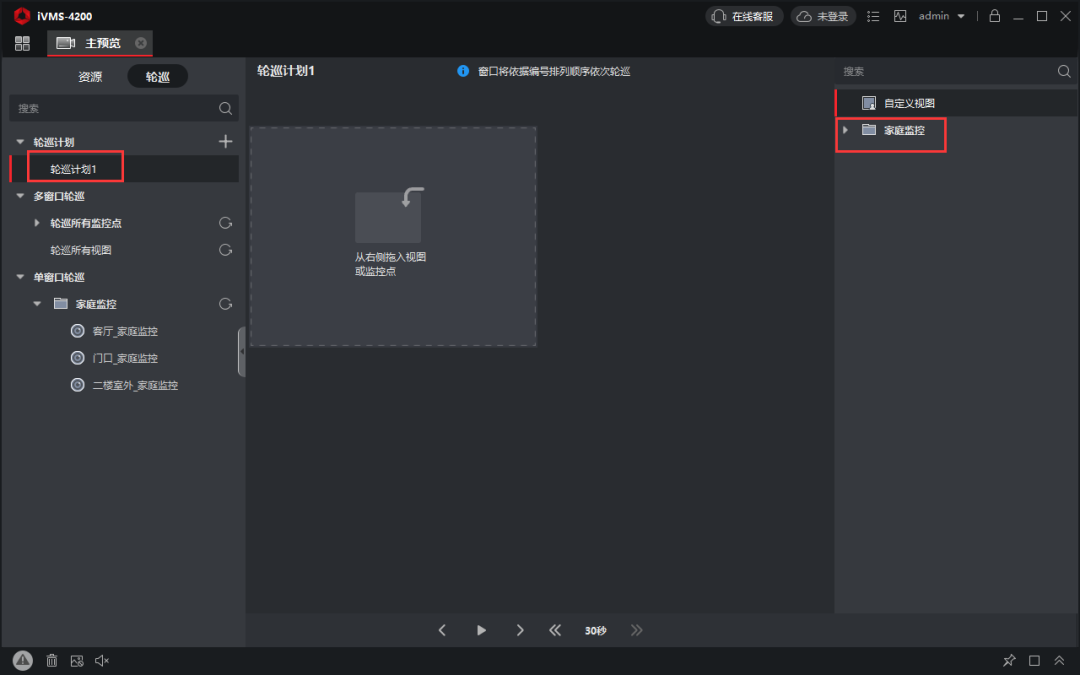 iVMS-4200
在线客服
未登录
admin
主预览
资源
轮巡
搜索
轮巡计划
轮巡计划1
多窗口轮巡
轮巡所有监控点
轮巡所有视图
单窗口轮巡
家庭监控
客厅_家庭监控
门口_家庭监控
二楼室外_家庭监控
轮巡计划1
窗口将依据编号排列顺序依次轮巡
从右侧拖入视图
或监控点
30秒
搜索
自定义视图
家庭监控